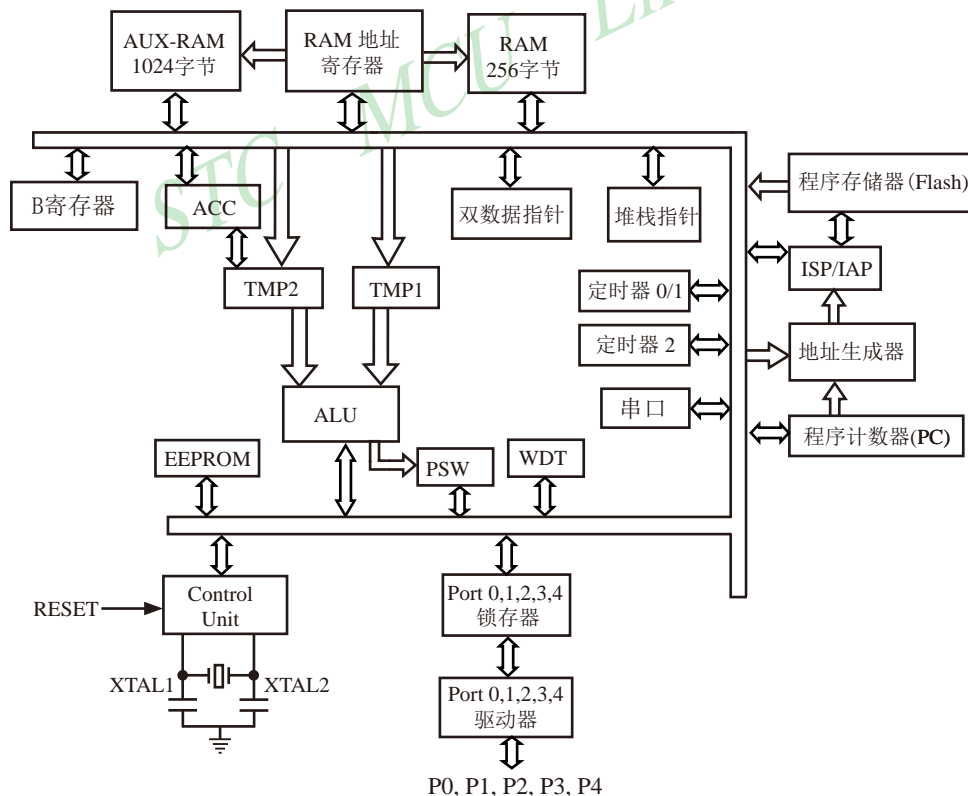 STC MCU Lim
AUX-RAM
1024字节
RAM 地址
寄存器
RAM
256字节
B寄存器
ACC
双数据指针
堆栈指针
程序存储器(Flash)
ISP/IAP
TMP2
TMP1
定时器 0/1
定时器 2
地址生成器
ALU
串口
程序计数器(PC)
EEPROM
PSW
WDT
RESET
Control
Unit
Port 0,1,2,3,4
锁存器
XTAL1
XTAL2
Port 0,1,2,3,4
驱动器
P0, P1, P2, P3, P4